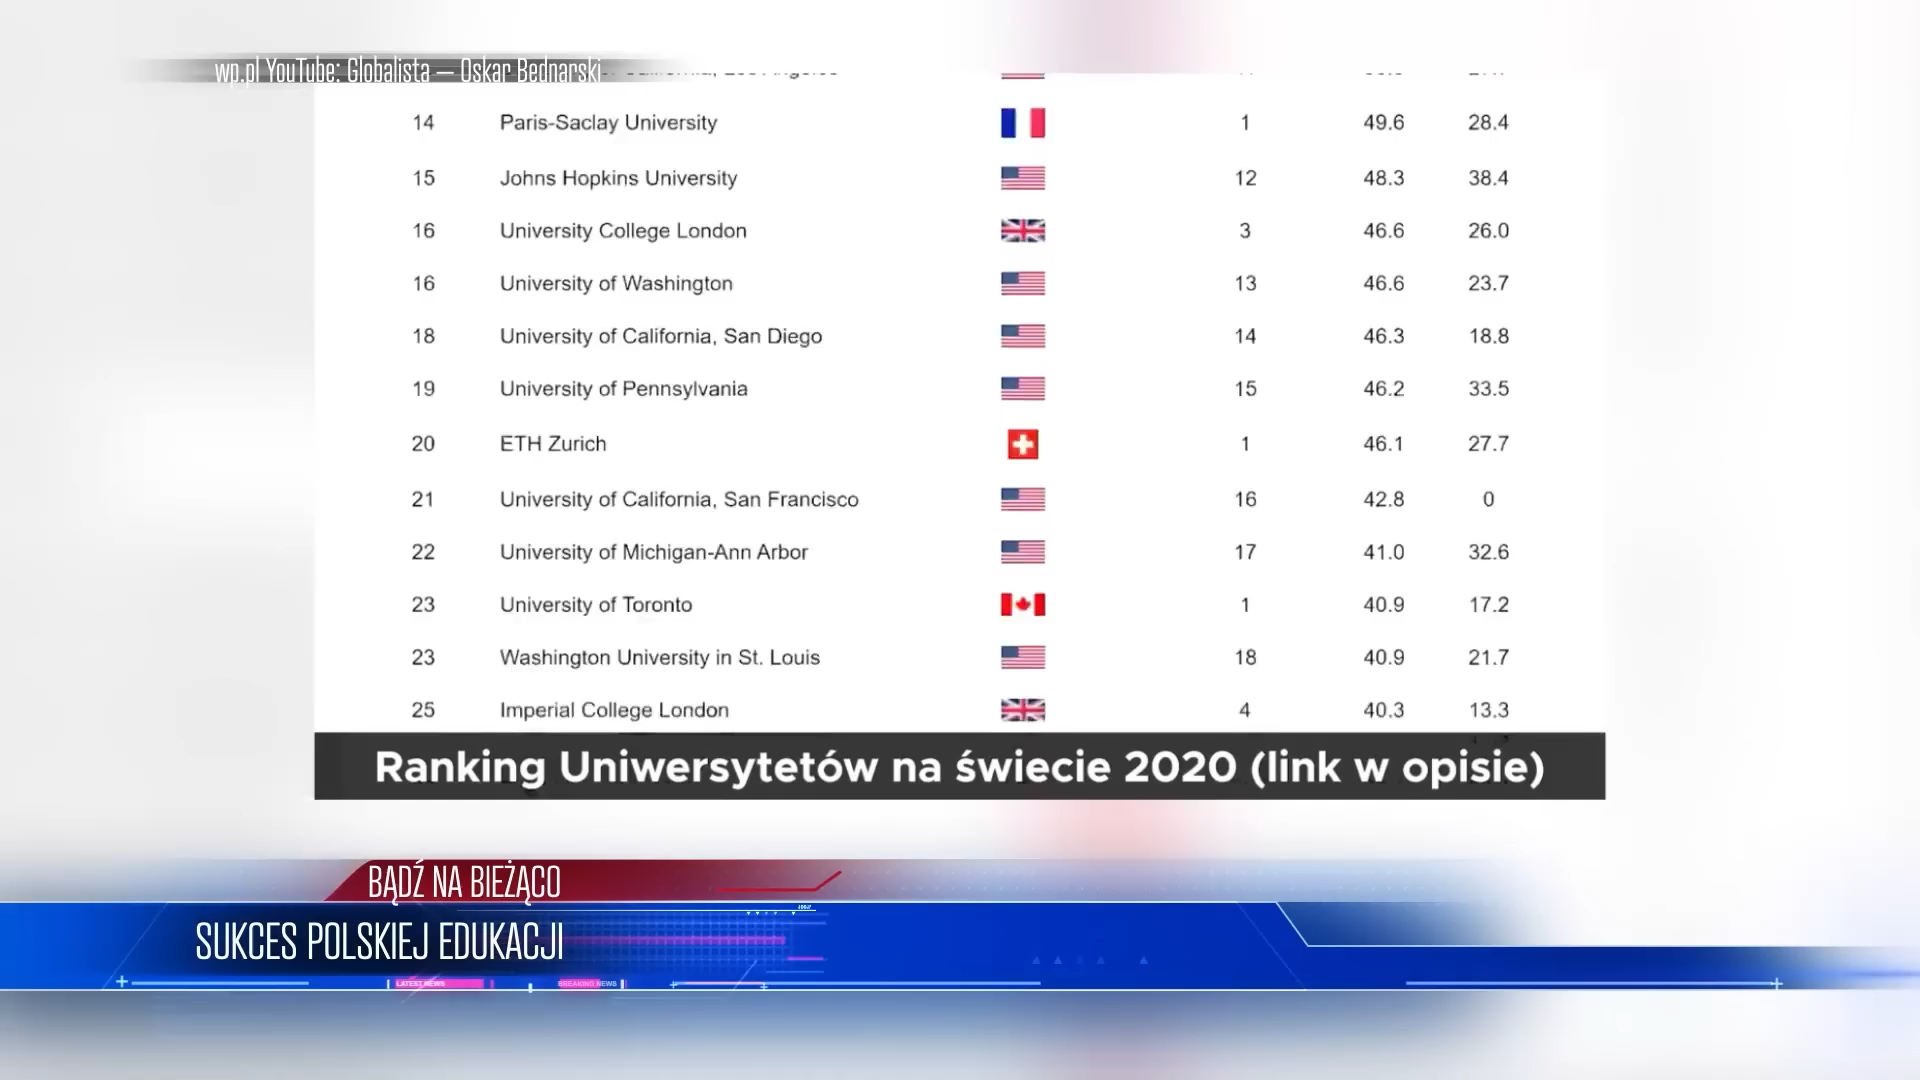 wp.pl YouTube: Globalista – Oskar Bednarski
14 Paris-Saclay University 1 49.6 28.4
15 Johns Hopkins University 12 48.3 38.4
16 University College London 3 46.6 26.0
16 University of Washington 13 46.6 23.7
18 University of California, San Diego 14 46.3 18.8
19 University of Pennsylvania 15 46.2 33.5
20 ETH Zurich 1 46.1 27.7
21 University of California, San Francisco 16 42.8 0
22 University of Michigan-Ann Arbor 17 41.0 32.6
23 University of Toronto 1 40.9 17.2
23 Washington University in St. Louis 18 40.9 21.7
25 Imperial College London 4 40.3 13.3
Ranking Uniwersytetów na świecie 2020 (link w opisie)
BĄDŹ NA BIEŻĄCO
SUKCES POLSKIEJ EDUKACJI
LATEST NEWS
BREAKING NEWS